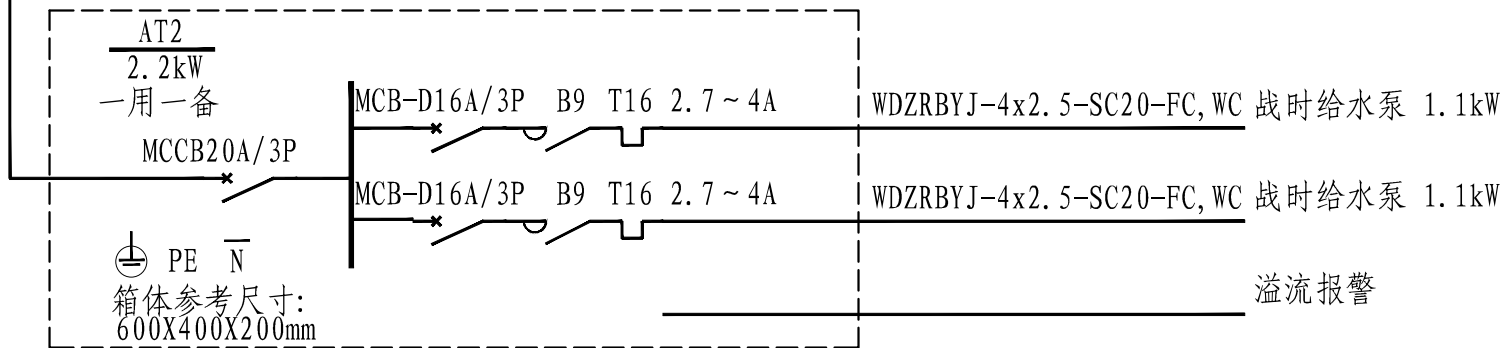 AT2
2.2kW
一用一备
MCCB20A/3P
MCB-D16A/3P B9 T16 2.7~4A WDZRBYJ-4x2.5-SC20-FC,WC 战时给水泵 1.1kW
MCB-D16A/3P B9 T16 2.7~4A WDZRBYJ-4x2.5-SC20-FC,WC 战时给水泵 1.1kW
PE N
溢流报警
箱体参考尺寸:
600X400X200mm